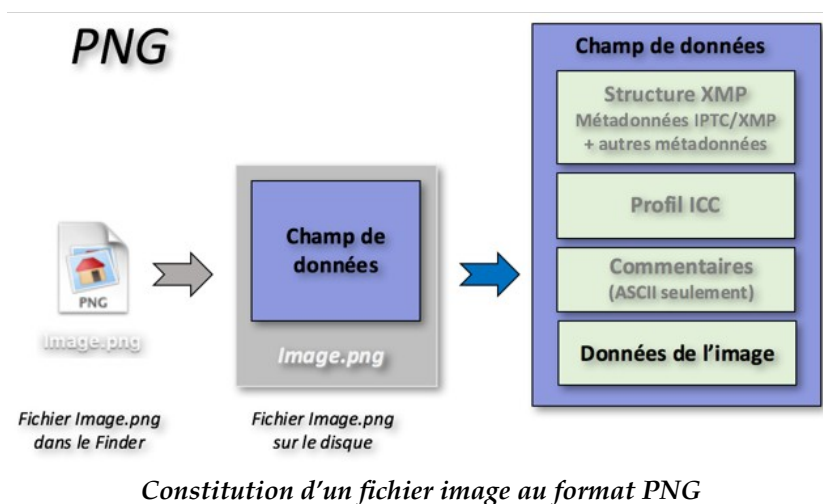 PNG
PNG
Image.png
Fichier Image.png
dans le Finder
Champ de
données
Image.png
Fichier Image.png
sur le disque
Champ de données
Structure XMP
Métadonnées IPTC/XMP
+ autres métadonnées
Profil ICC
Commentaires
(ASCII seulement)
Données de l'image
Constitution d'un fichier image au format PNG